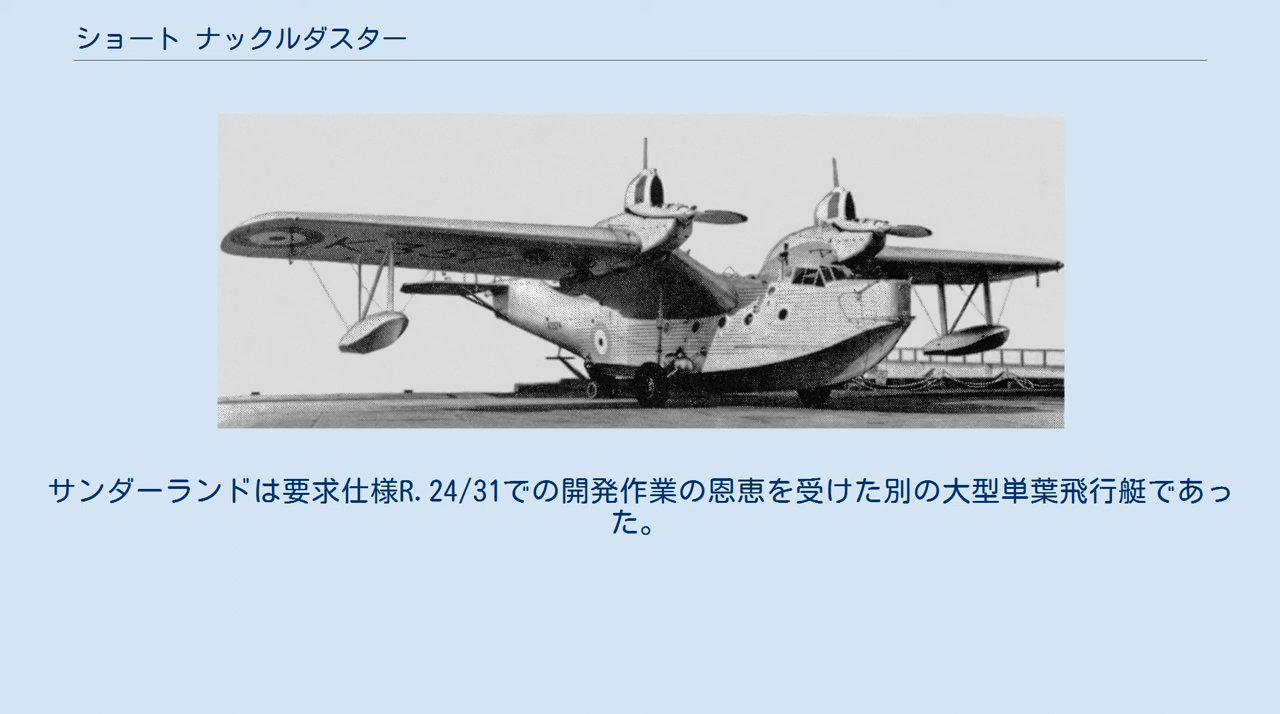 ショート ナックルダスター
サンダーランドは要求仕様R.24/31での開発作業の恩恵を受けた別の大型単葉飛行艇であっ
た。